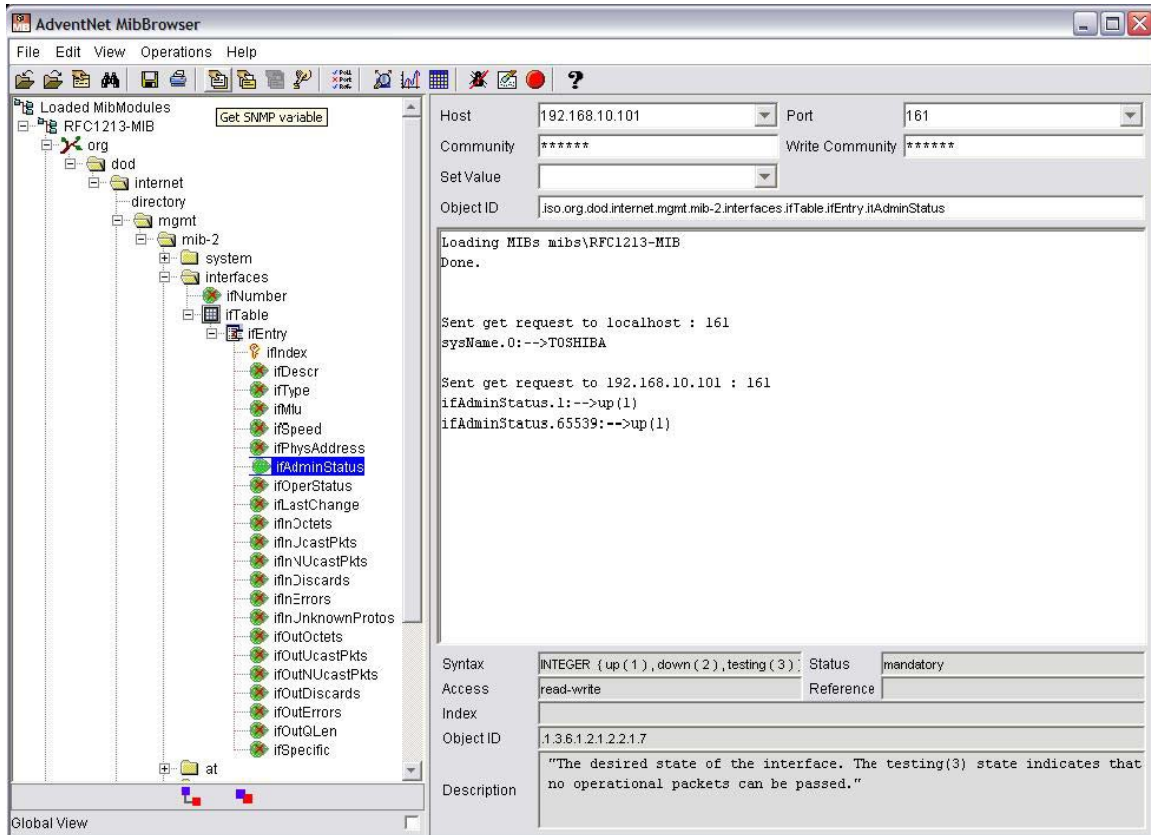 AdventNet MibBrowser
File Edit View Operations Help
Get SNMP variable
Loaded MibModules
RFC1213-MIB
org
dod
internet
directory
mgmt
mib-2
system
interfaces
ifNumber
ifTable
ifEntry
ifIndex
ifDescr
ifType
ifMtu
ifSpeed
ifPhysAddress
ifAdminStatus
ifOperStatus
ifLastChange
ifInOctets
ifInUcastPkts
ifInNUcastPkts
ifInDiscards
ifInErrors
ifInUnknownProtos
ifOutOctets
ifOutUcastPkts
ifOutNUcastPkts
ifOutDiscards
ifOutErrors
ifOutQLen
ifSpecific
at
Global View
Host 192.168.10.101 Port 161
Community ****** Write Community ******
Set Value
Object ID .iso.org.dod.internet.mgmt.mib-2.interfaces.ifTable.ifEntry.ifAdminStatus
Loading MIBs mibs\RFC1213-MIB
Done.
Sent get request to localhost : 161
sysName.0:-->TOSHIBA
Sent get request to 192.168.10.101 : 161
ifAdminStatus.1:-->up(1)
ifAdminStatus.65539:-->up(1)
Syntax INTEGER { up ( 1 ) , down ( 2 ) , testing ( 3 ) Status mandatory
Access read-write Reference
Index
Object ID .1.3.6.1.2.1.2.2.1.7
Description "The desired state of the interface. The testing(3) state indicates that
no operational packets can be passed."